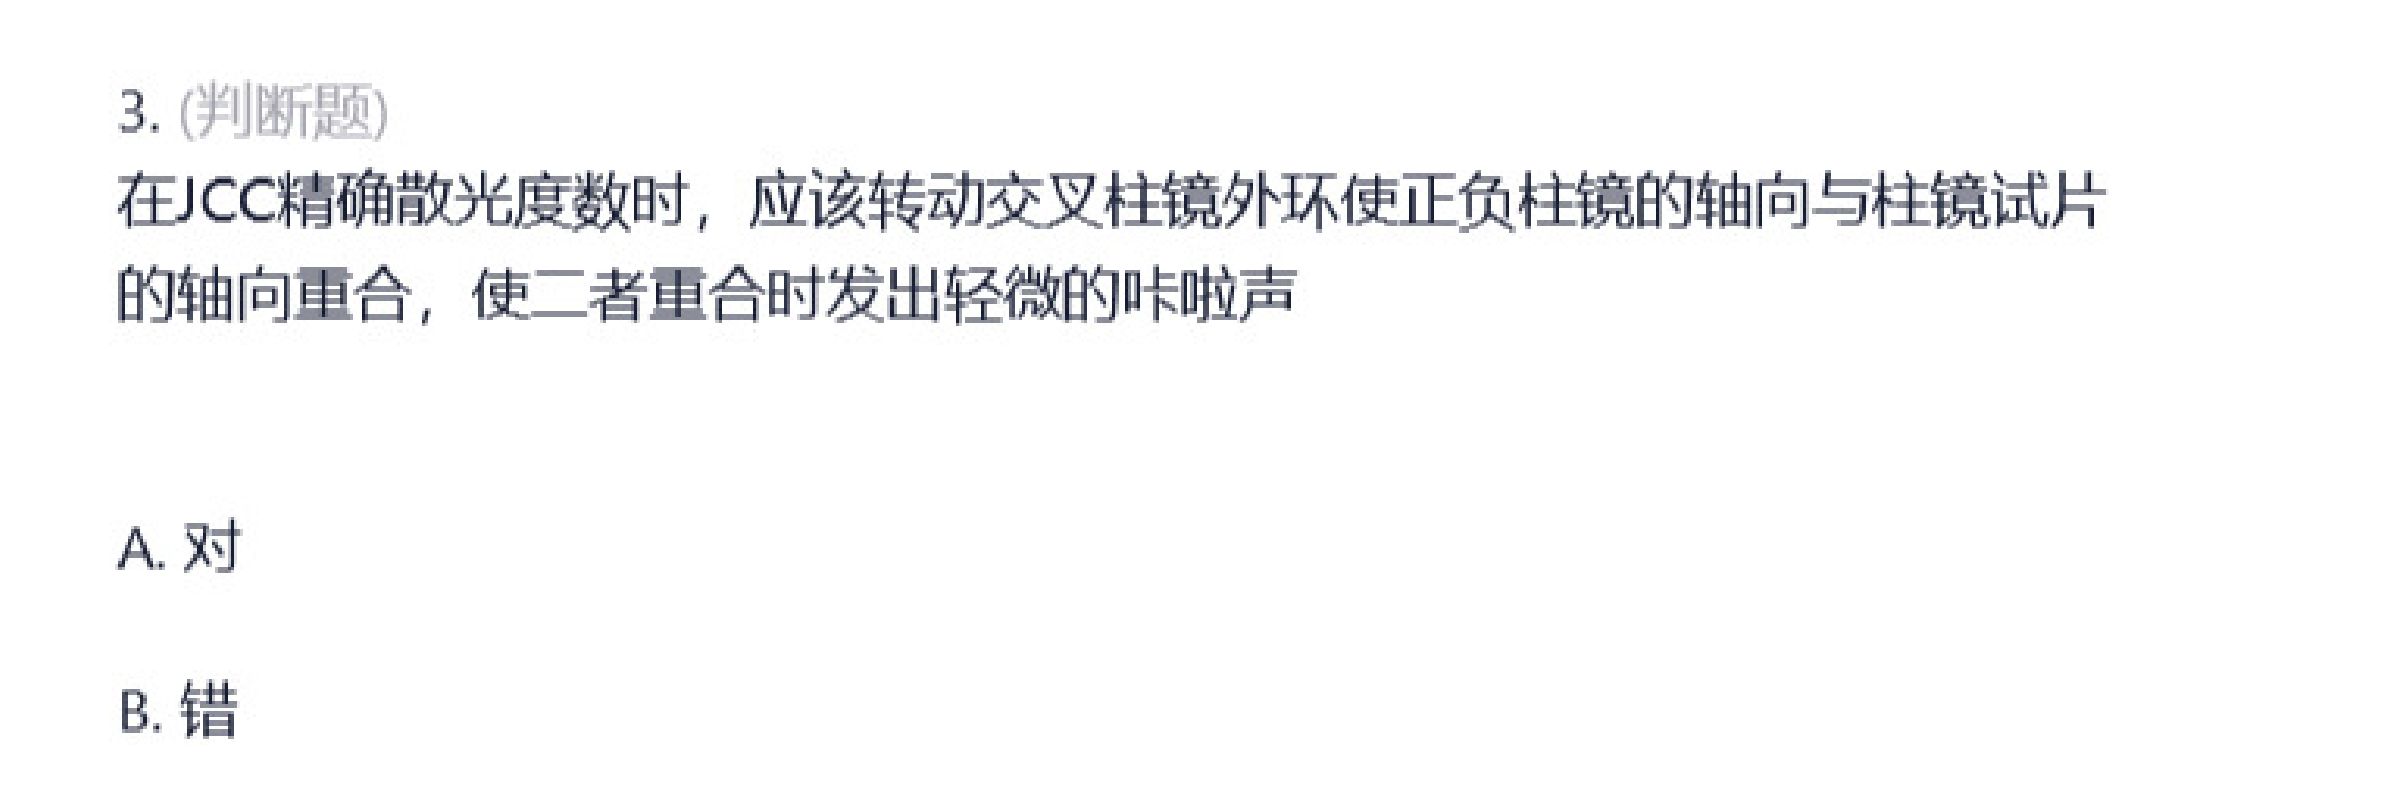 3. (判断题)
在JCC精确散光度数时，应该转动交叉柱镜外环使正负柱镜的轴向与柱镜试片
的轴向重合，使二者重合时发出轻微的咔啦声
A. 对
B. 错